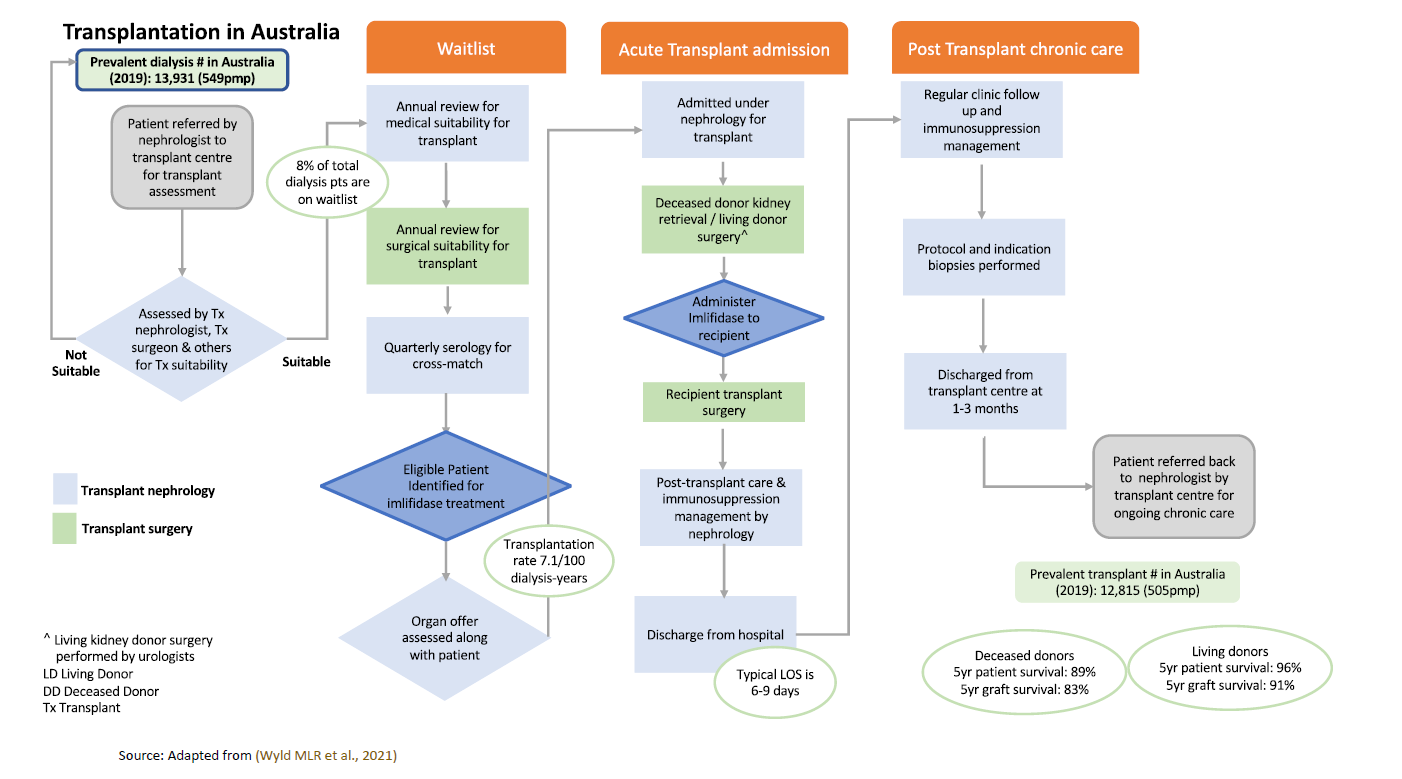 Transplantation in Australia
Prevalent dialysis # in Australia
(2019): 13,931 (549pmp)
Patient referred by
nephrologist to
transplant centre
for transplant
assessment
Assessed by Tx
nephrologist, Tx
surgeon & others
for Tx suitability
Not
Suitable
Suitable
8% of total
dialysis pts are
on waitlist
Transplant nephrology
Transplant surgery
^ Living kidney donor surgery
performed by urologists
LD Living Donor
DD Deceased Donor
Tx Transplant
Waitlist
Annual review for
medical suitability for
transplant
Annual review for
surgical suitability for
transplant
Quarterly serology for
cross-match
Eligible Patient
Identified for
imlifidase treatment
Organ offer
assessed along
with patient
Transplantation
rate 7.1/100
dialysis-years
Acute Transplant admission
Admitted under
nephrology for
transplant
Deceased donor kidney
retrieval / living donor
surgery^
Administer
Imlifidase to
recipient
Recipient transplant
surgery
Post-transplant care &
immunosuppression
management by
nephrology
Discharge from hospital
Typical LOS is
6-9 days
Post Transplant chronic care
Regular clinic follow
up and
immunosuppression
management
Protocol and indication
biopsies performed
Discharged from
transplant centre at
1-3 months
Patient referred back
to nephrologist by
transplant centre for
ongoing chronic care
Prevalent transplant # in Australia
(2019): 12,815 (505pmp)
Deceased donors
5yr patient survival: 89%
5yr graft survival: 83%
Living donors
5yr patient survival: 96%
5yr graft survival: 91%
Source: Adapted from (Wyld MLR et al., 2021)